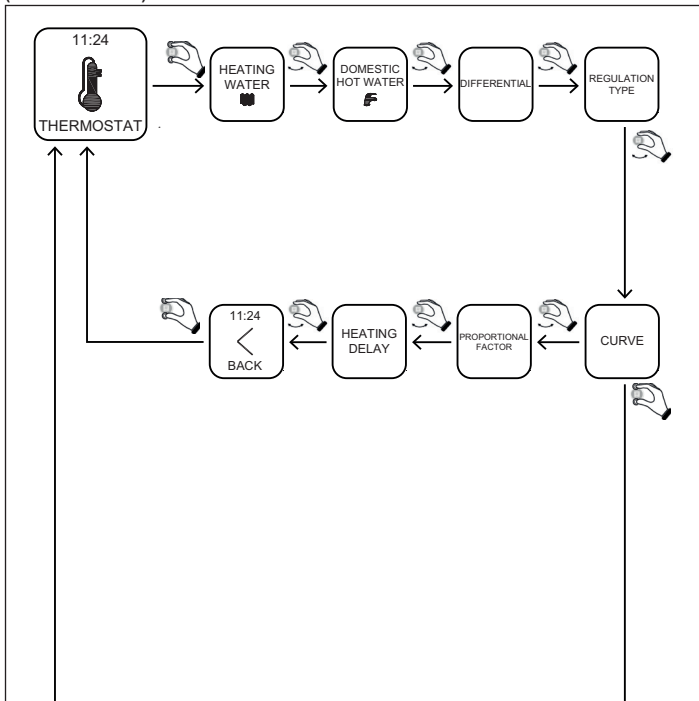 11:24
THERMOSTAT
HEATING
WATER
DOMESTIC
HOT WATER
DIFFERENTIAL
REGULATION
TYPE
CURVE
PROPORTIONAL
FACTOR
HEATING
DELAY
11:24
BACK